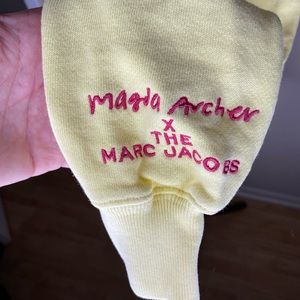 Magda Archer
X
THE
MARC JACOBS